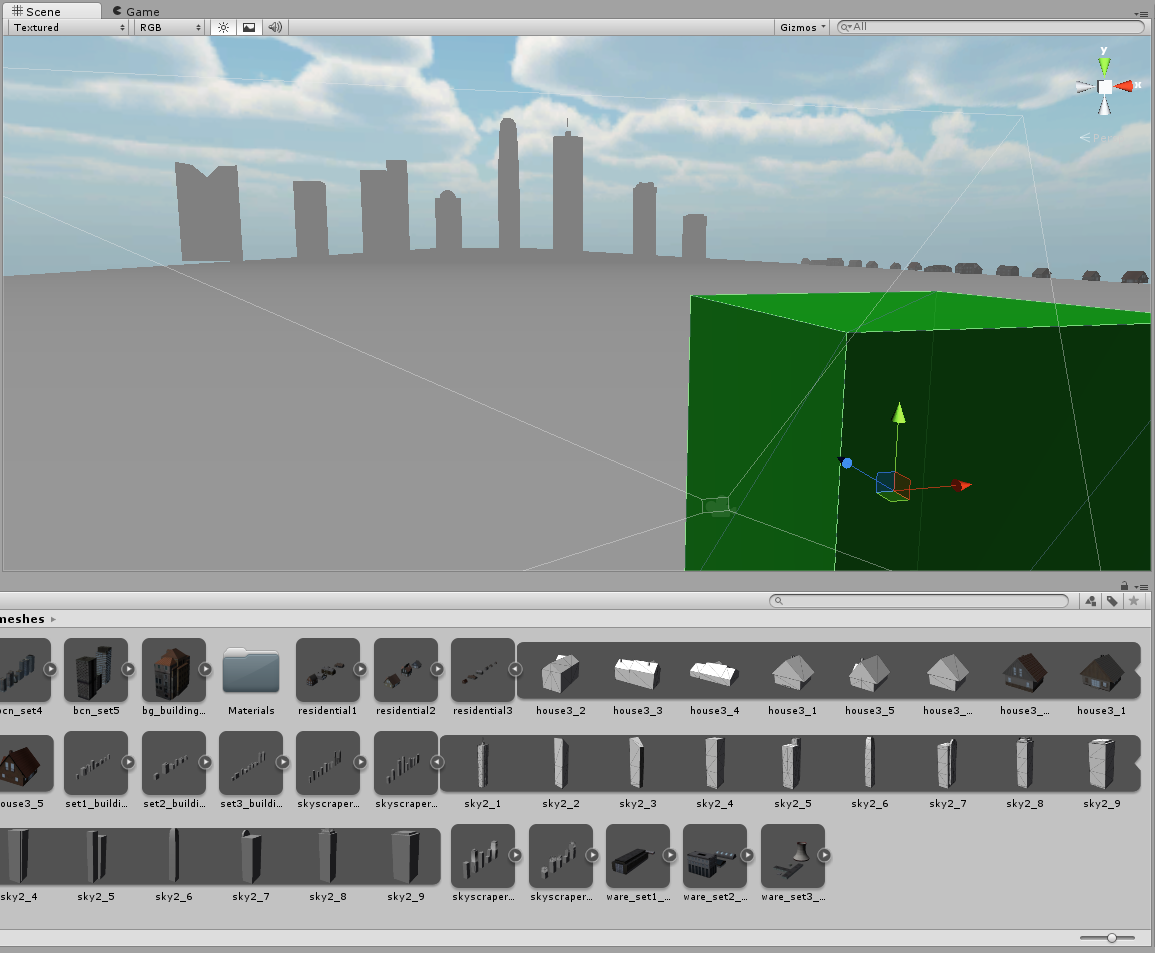 Scene Game
Textured RGB Gizmos All
y
x
Persp
meshes
bcn_set4 bcn_set5 bg_building... Materials residential1 residential2 residential3 house3_2 house3_3 house3_4 house3_1 house3_5 house3_... house3_... house3_1
house3_5 set1_buildi... set2_buildi... set3_buildi... skyscraper... skyscraper... sky2_1 sky2_2 sky2_3 sky2_4 sky2_5 sky2_6 sky2_7 sky2_8 sky2_9
sky2_4 sky2_5 sky2_6 sky2_7 sky2_8 sky2_9 skyscraper... skyscraper... ware_set1_... ware_set2_... ware_set3_...